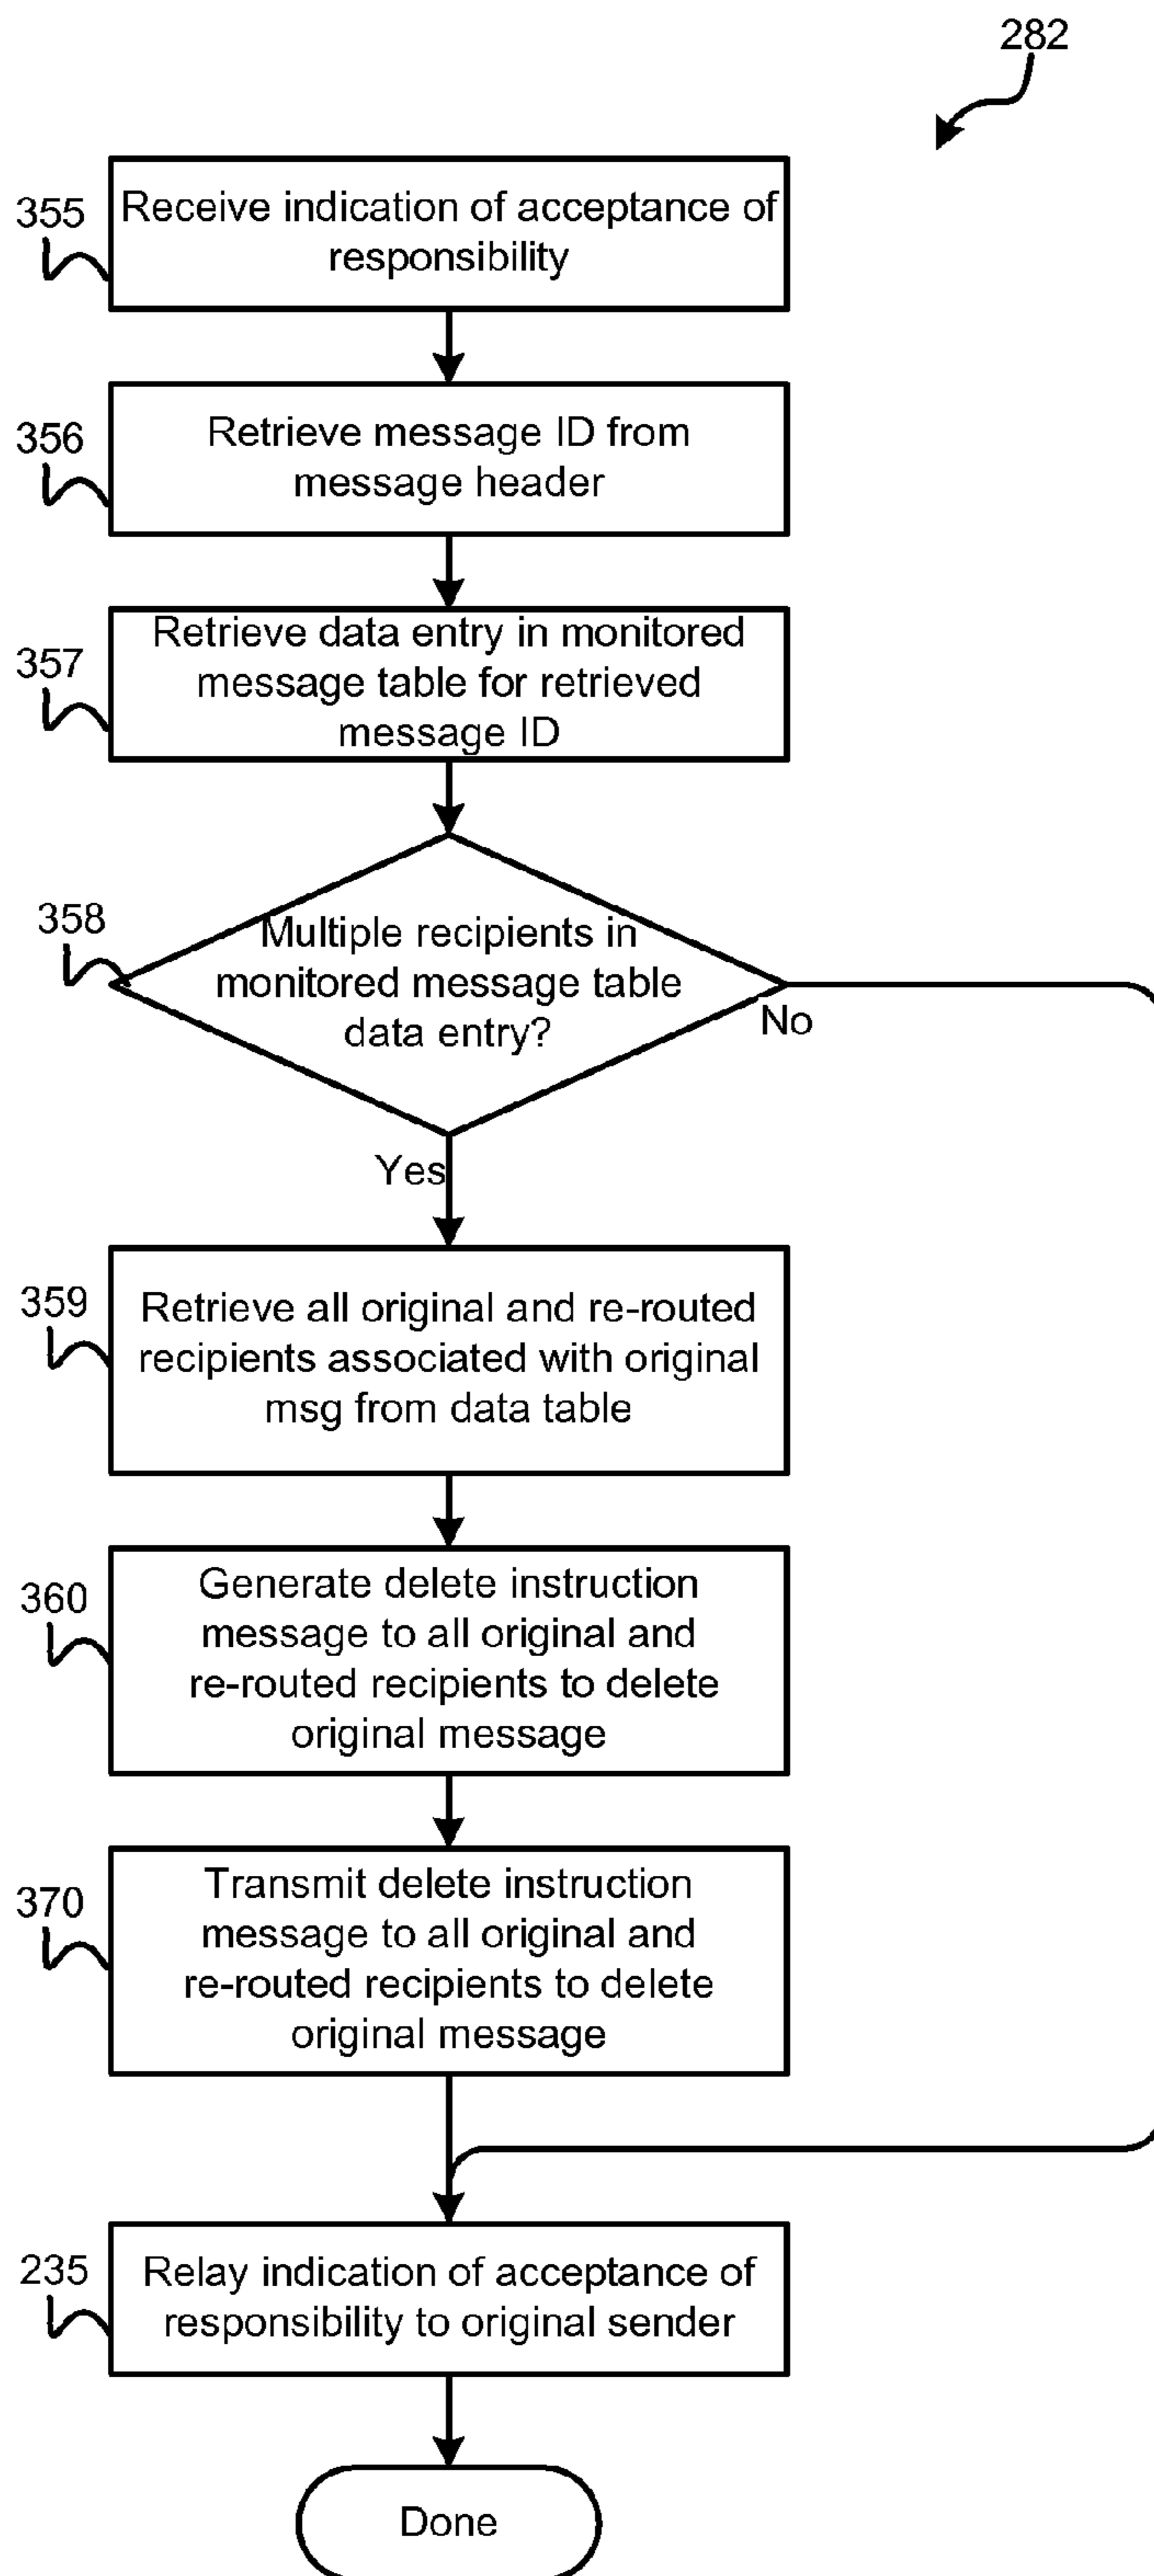 282
355
Receive indication of acceptance of
responsibility
356
Retrieve message ID from
message header
357
Retrieve data entry in monitored
message table for retrieved
message ID
358
Multiple recipients in
monitored message table
data entry?
No
Yes
359
Retrieve all original and re-routed
recipients associated with original
msg from data table
360
Generate delete instruction
message to all original and
re-routed recipients to delete
original message
370
Transmit delete instruction
message to all original and
re-routed recipients to delete
original message
235
Relay indication of acceptance of
responsibility to original sender
Done